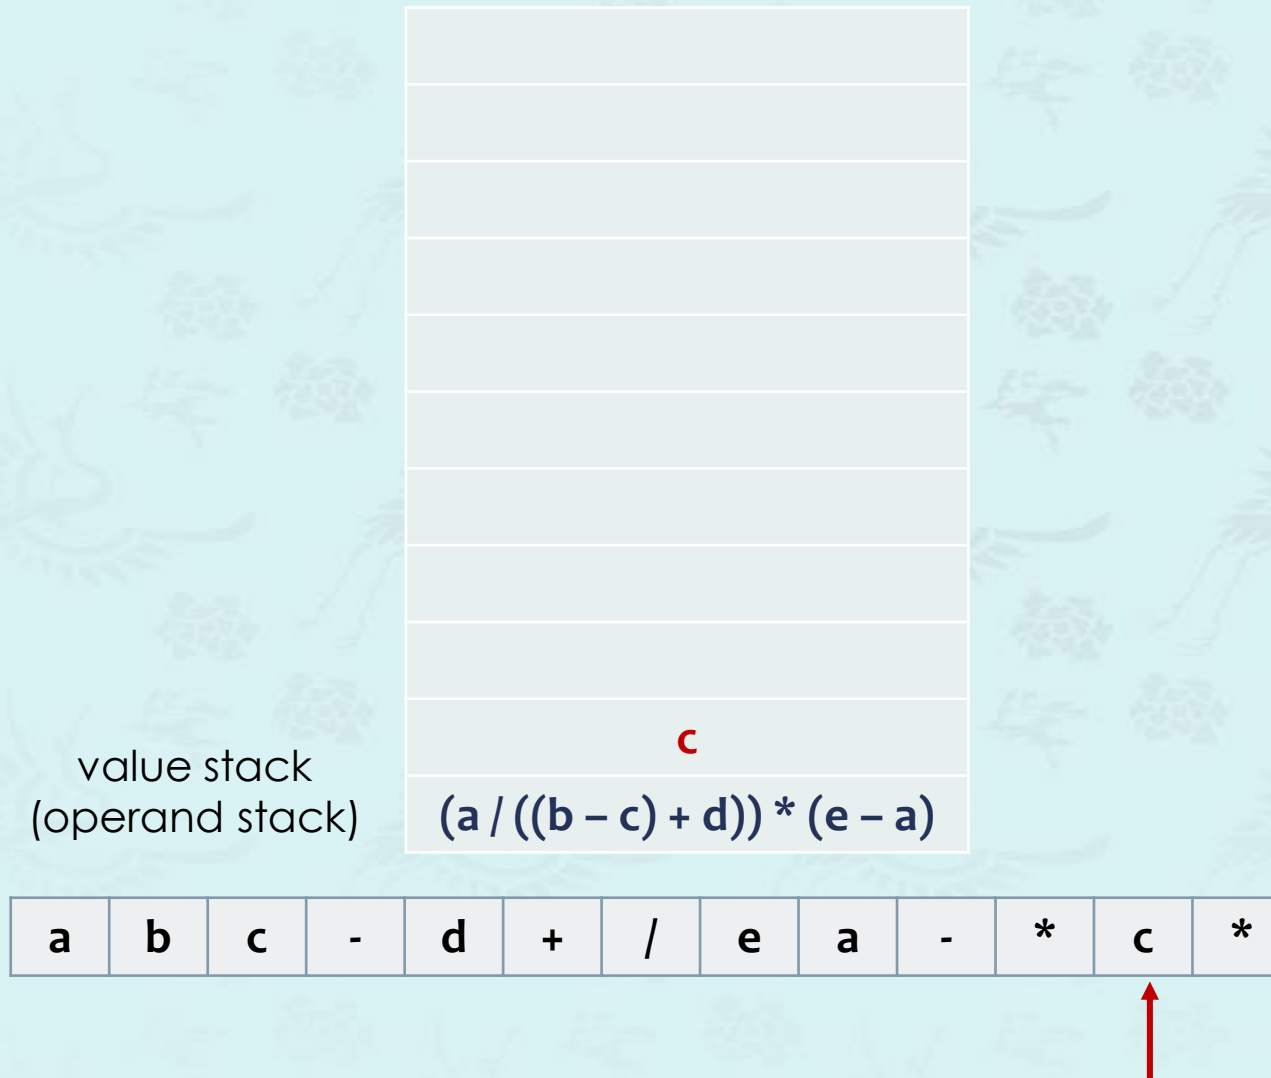 c
value stack
(operand stack)
(a / ((b – c) + d)) * (e – a)
a b c - d + / e a - * c *